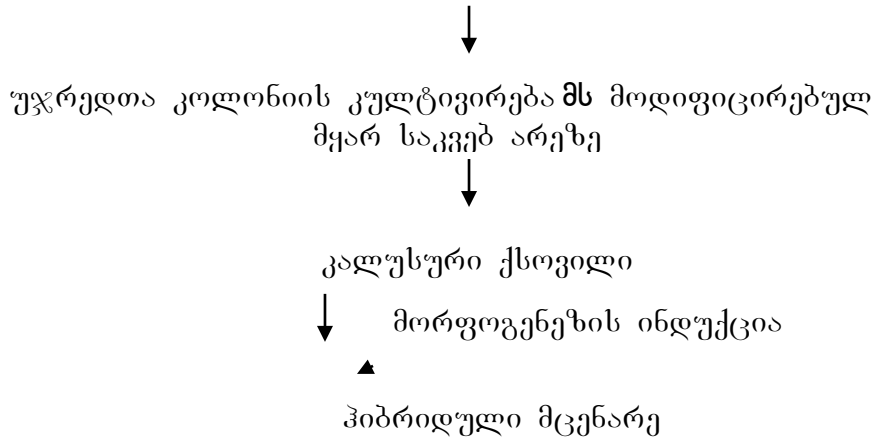 უჯრედთა კოლონიის კულტივირება მს მოდიფიცირებულ
მყარ საკვებ არეზე
კალუსური ქსოვილი
მორფოგენეზის ინდუქცია
ჰიბრიდული მცენარე